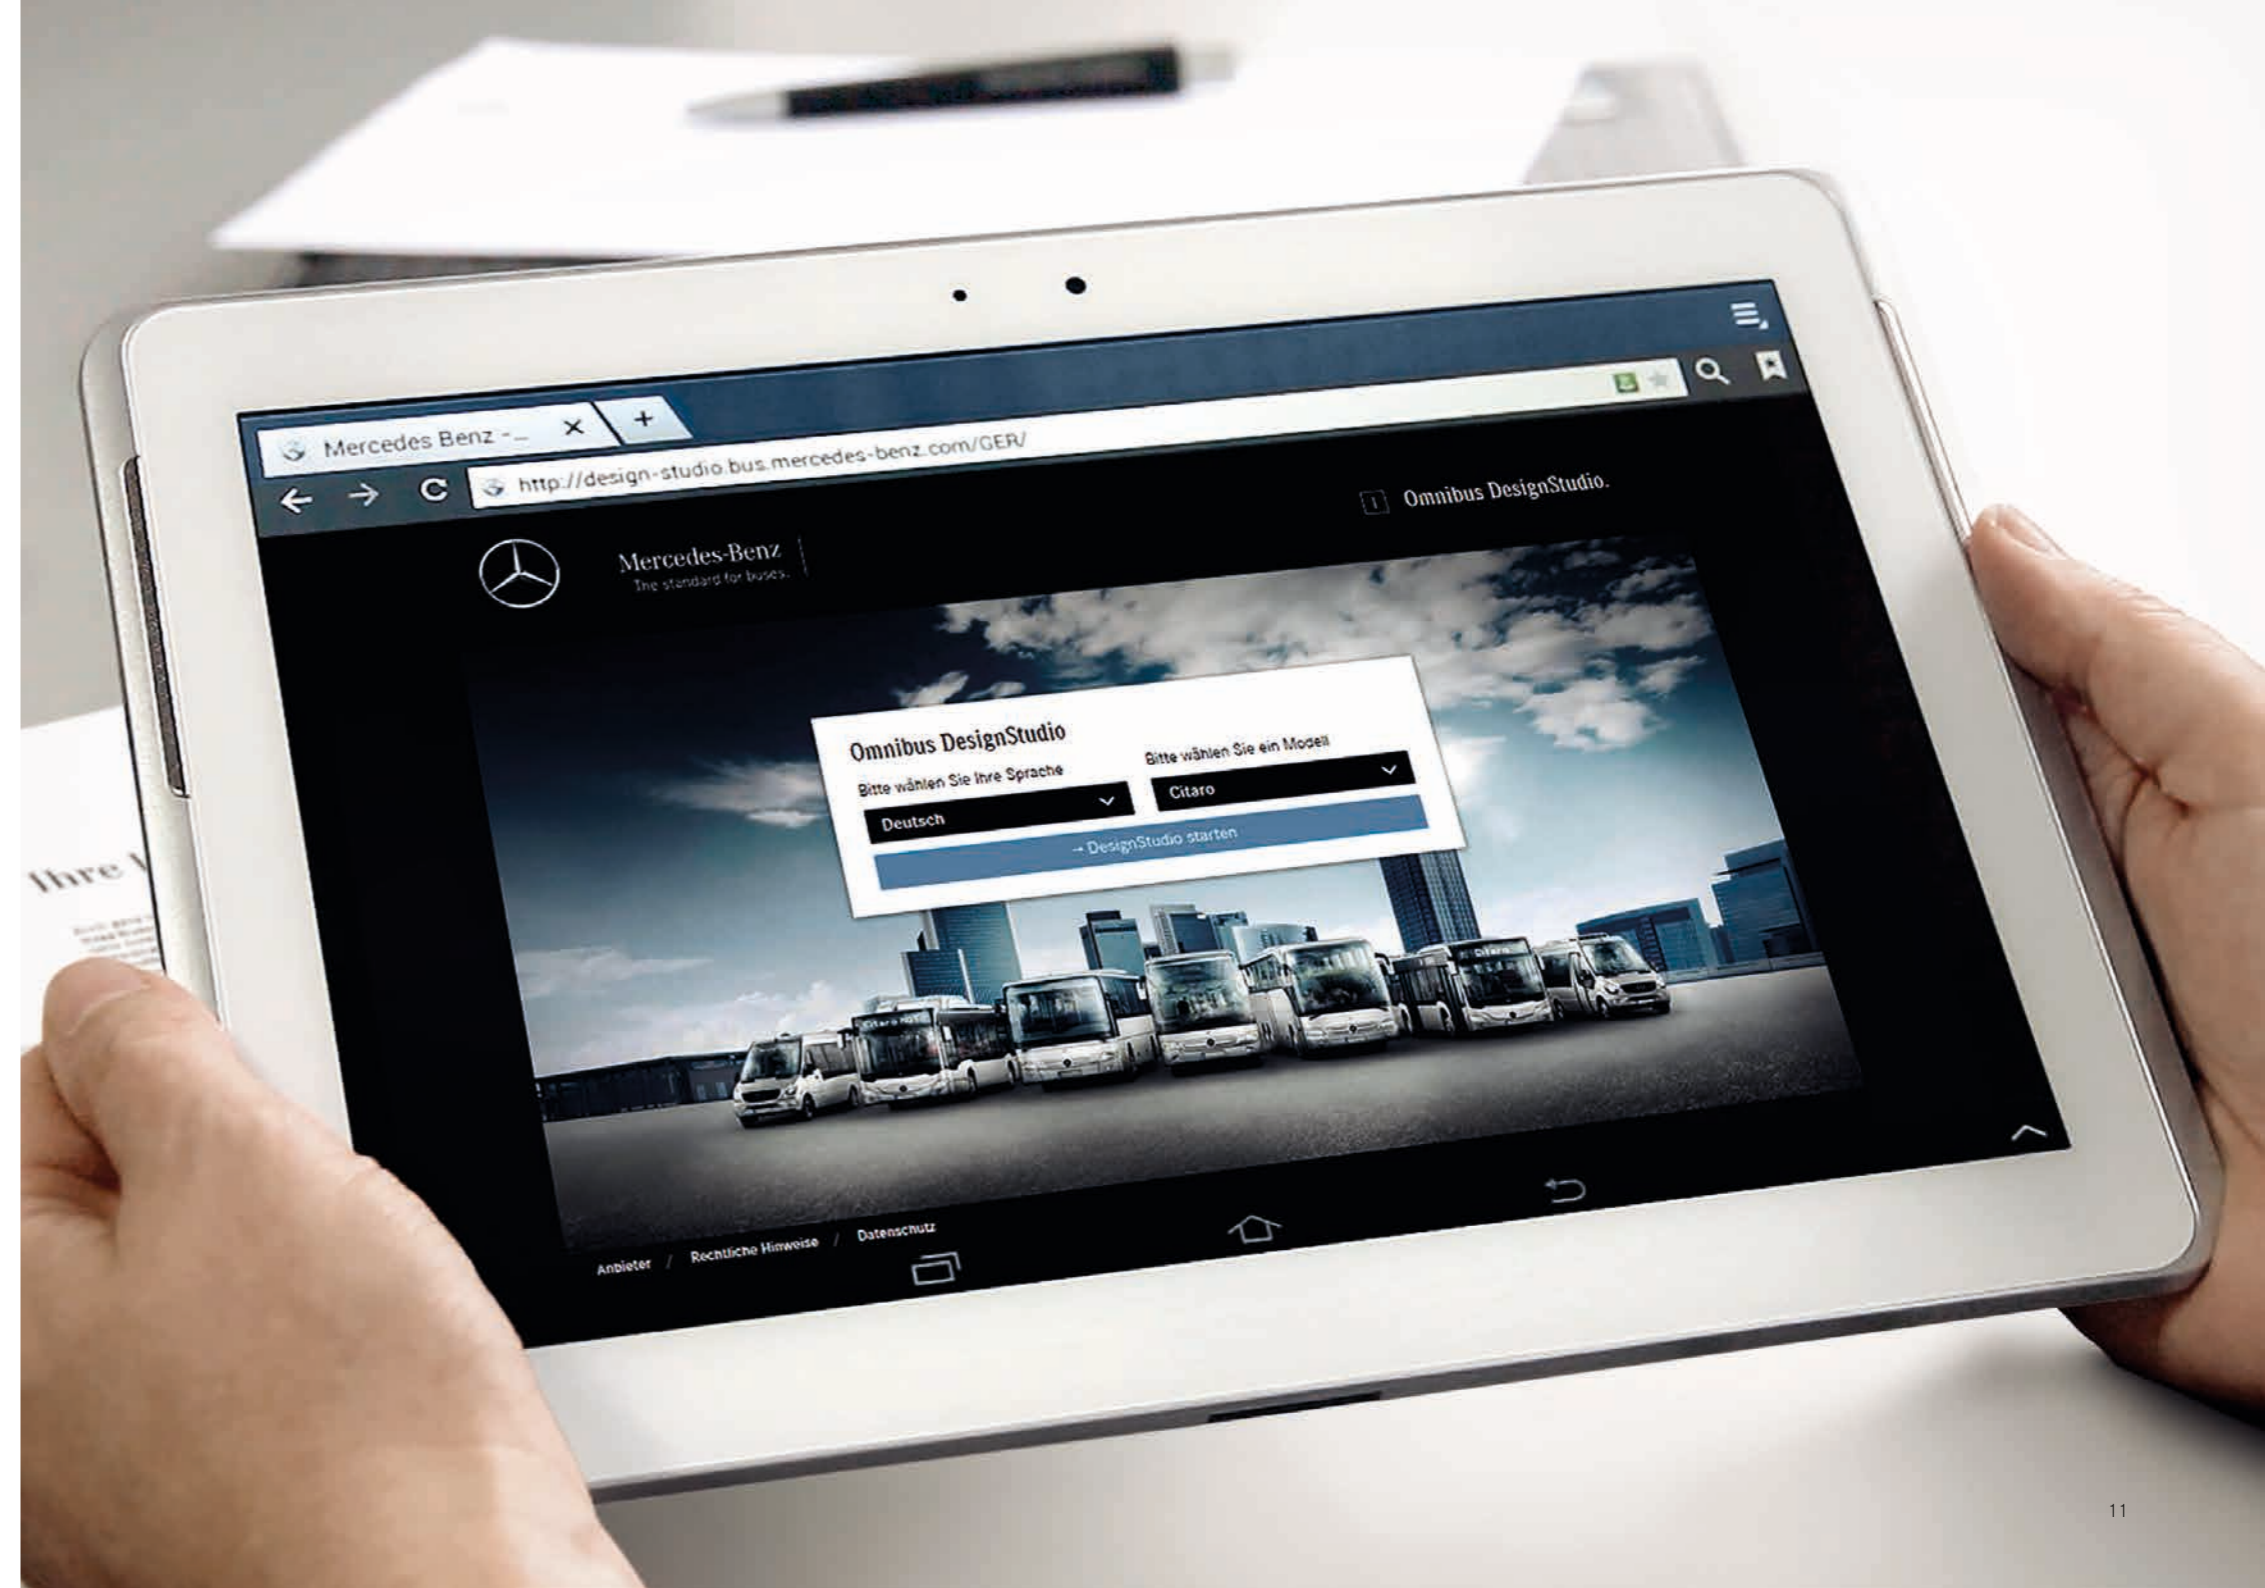 Mercedes Benz -...
http://design-studio.bus.mercedes-benz.com/GER/
i Omnibus DesignStudio.
Mercedes-Benz
The standard for buses.
Omnibus DesignStudio
Bitte wählen Sie Ihre Sprache
Bitte wählen Sie ein Modell
Deutsch
Citaro
→ DesignStudio starten
Citaro
Citaro
Ihre
Anbieter / Rechtliche Hinweise / Datenschutz
11